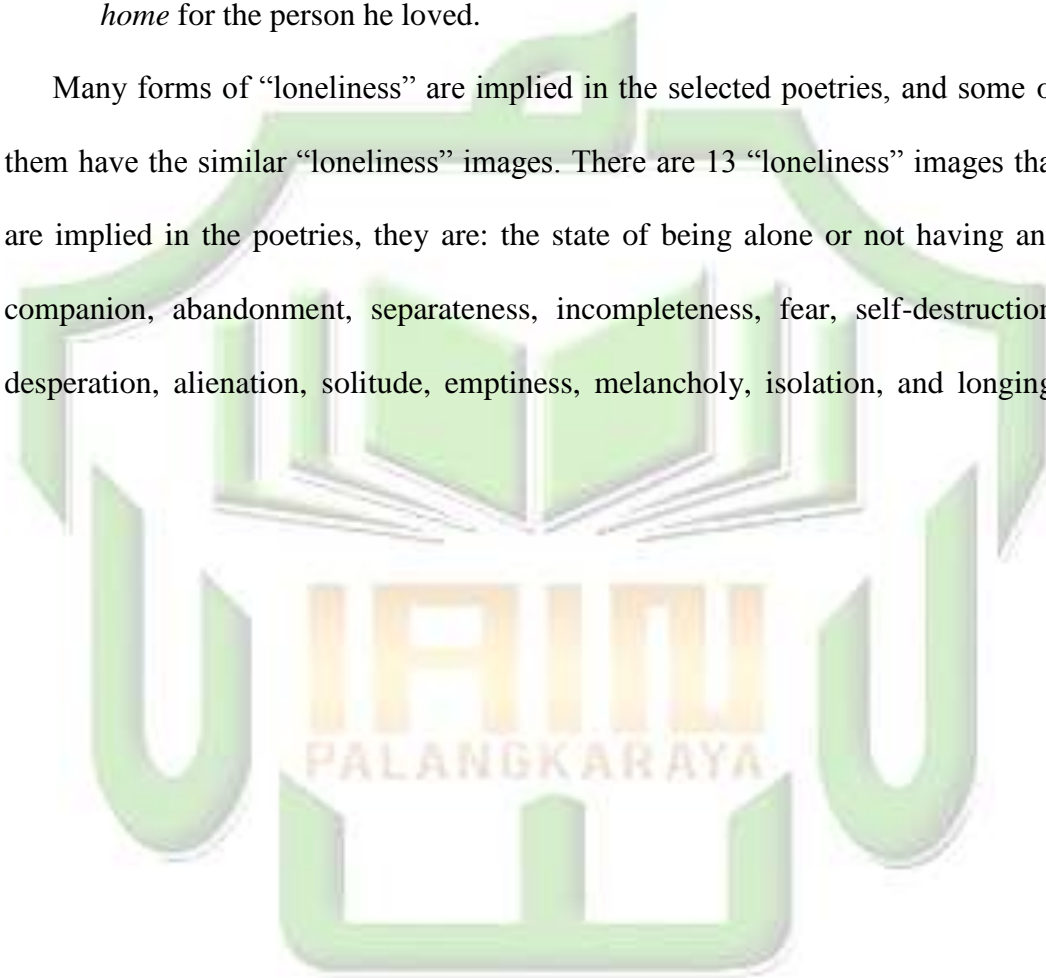 home for the person he loved.
Many forms of “loneliness” are implied in the selected poetries, and some o
them have the similar “loneliness” images. There are 13 “loneliness” images tha
are implied in the poetries, they are: the state of being alone or not having an
companion, abandonment, separateness, incompleteness, fear, self-destruction
desperation, alienation, solitude, emptiness, melancholy, isolation, and longing
IAIN
PALANGKARAYA